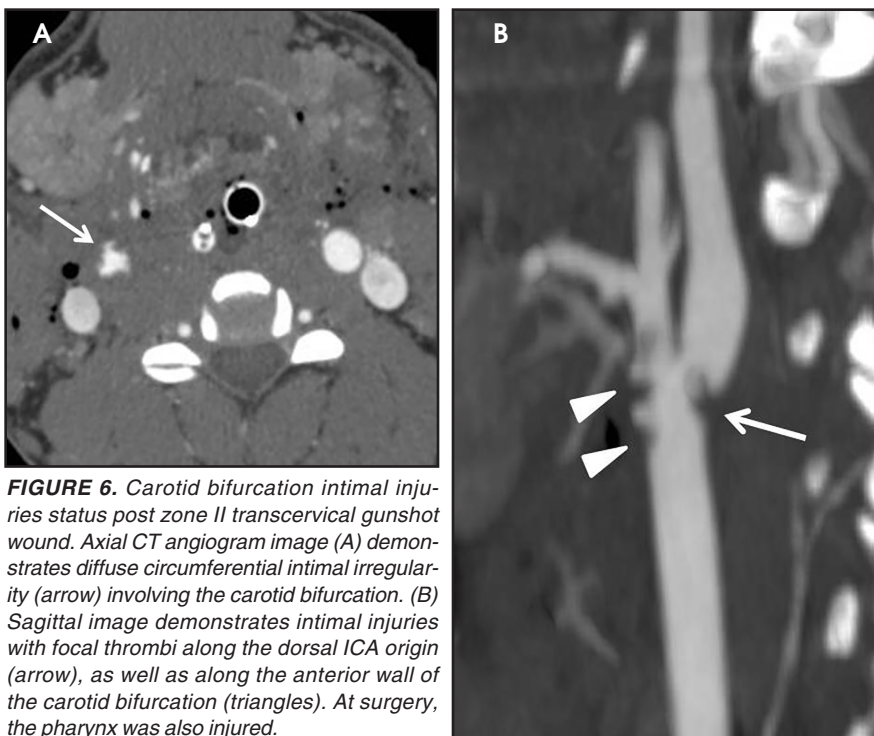 A
B
FIGURE 6. Carotid bifurcation intimal inju-
ries status post zone II transcervical gunshot
wound. Axial CT angiogram image (A) demon-
strates diffuse circumferential intimal irregular-
ity (arrow) involving the carotid bifurcation. (B)
Sagittal image demonstrates intimal injuries
with focal thrombi along the dorsal ICA origin
(arrow), as well as along the anterior wall of
the carotid bifurcation (triangles). At surgery,
the pharynx was also injured.